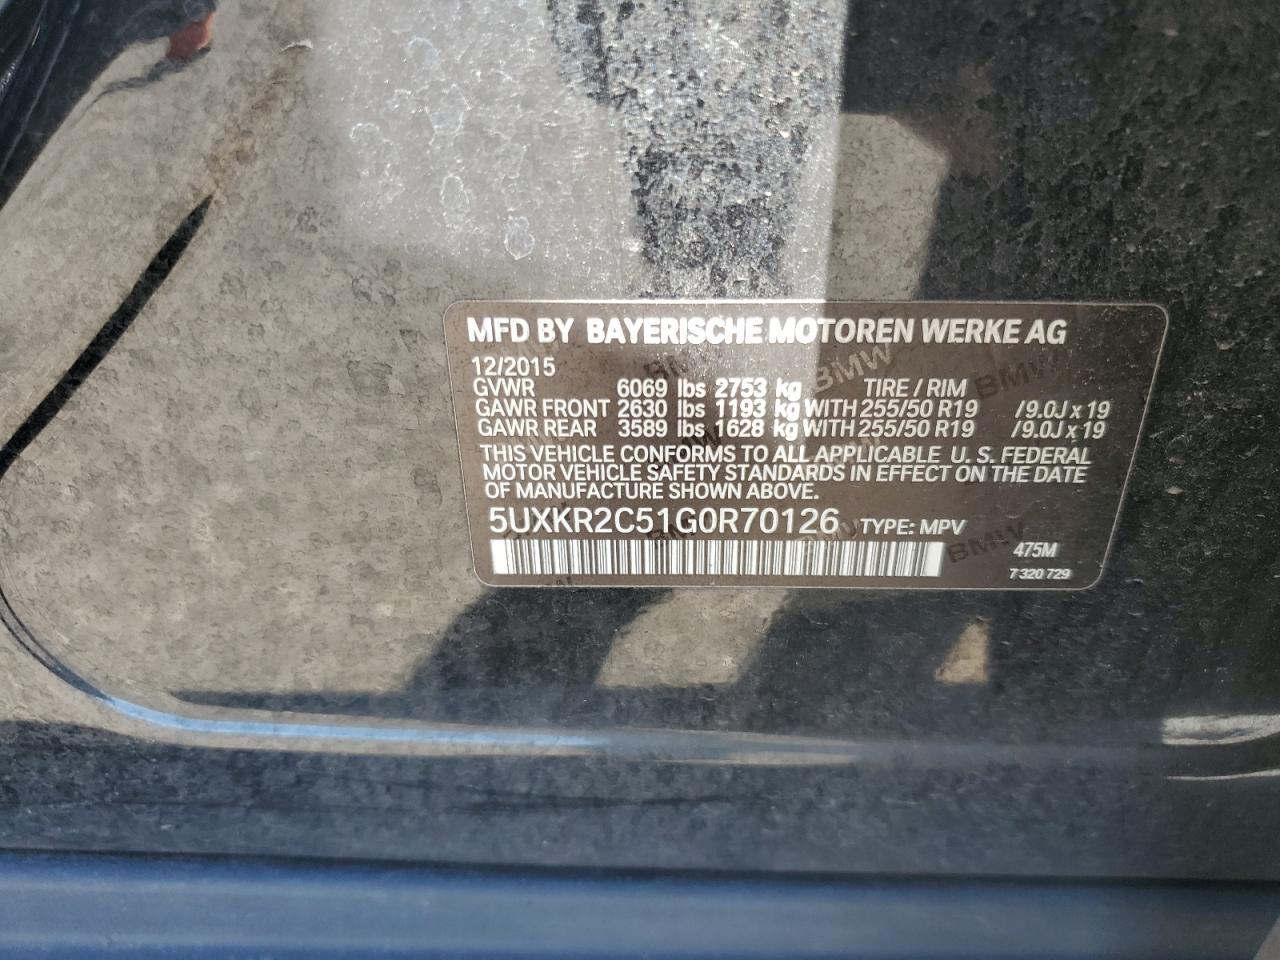 MFD BY BAYERISCHE MOTOREN WERKE AG
12/2015
GVWR 6069 lbs 2753 kg TIRE / RIM
GAWR FRONT 2630 lbs 1193 kg WITH 255/50 R19 /9.0J x 19
GAWR REAR 3589 lbs 1628 kg WITH 255/50 R19 /9.0J x 19
THIS VEHICLE CONFORMS TO ALL APPLICABLE U. S. FEDERAL
MOTOR VEHICLE SAFETY STANDARDS IN EFFECT ON THE DATE
OF MANUFACTURE SHOWN ABOVE.
5UXKR2C51G0R70126 TYPE: MPV
475M
7 320 729